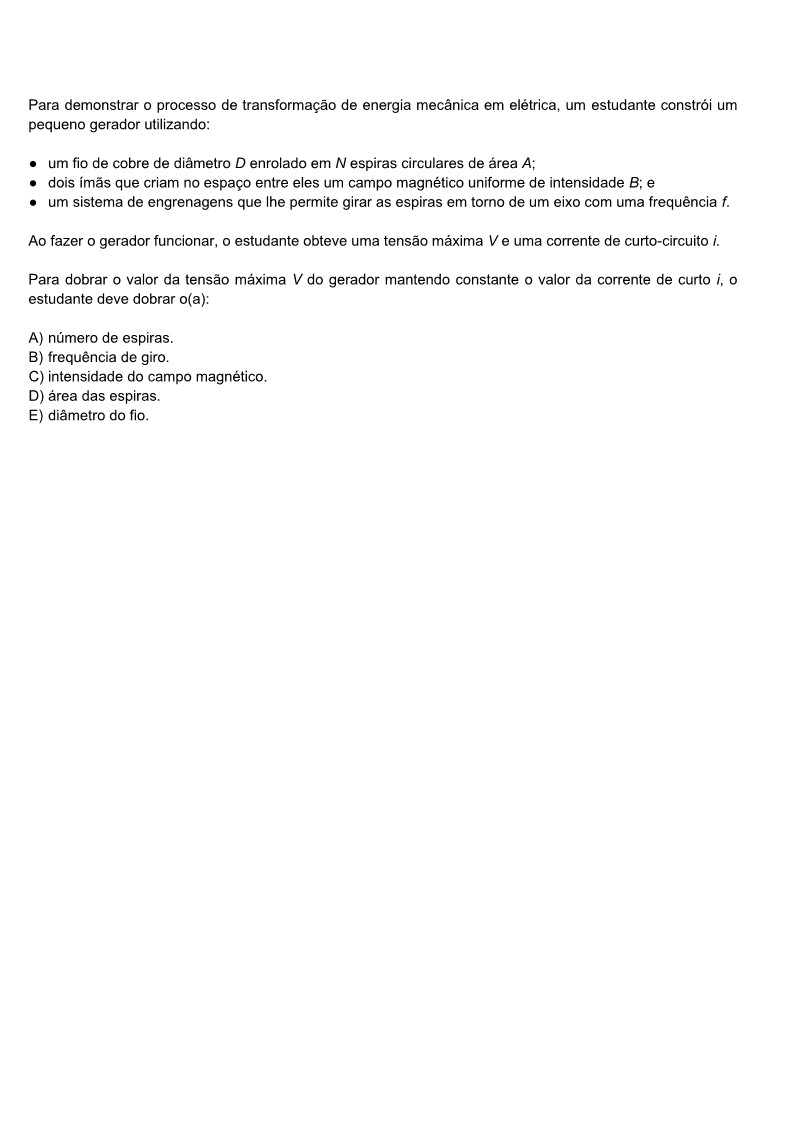 Para demonstrar o processo de transformação de energia mecânica em elétrica, um estudante constrói um
pequeno gerador utilizando:
● um fio de cobre de diâmetro D enrolado em N espiras circulares de área A;
● dois ímãs que criam no espaço entre eles um campo magnético uniforme de intensidade B; e
● um sistema de engrenagens que lhe permite girar as espiras em torno de um eixo com uma frequência f.
Ao fazer o gerador funcionar, o estudante obteve uma tensão máxima V e uma corrente de curto-circuito i.
Para dobrar o valor da tensão máxima V do gerador mantendo constante o valor da corrente de curto i, o
estudante deve dobrar o(a):
A) número de espiras.
B) frequência de giro.
C) intensidade do campo magnético.
D) área das espiras.
E) diâmetro do fio.